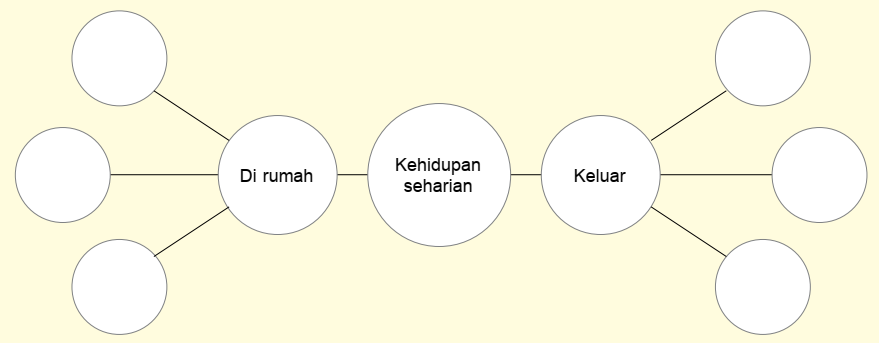 Di rumah
Kehidupan
seharian
Keluar